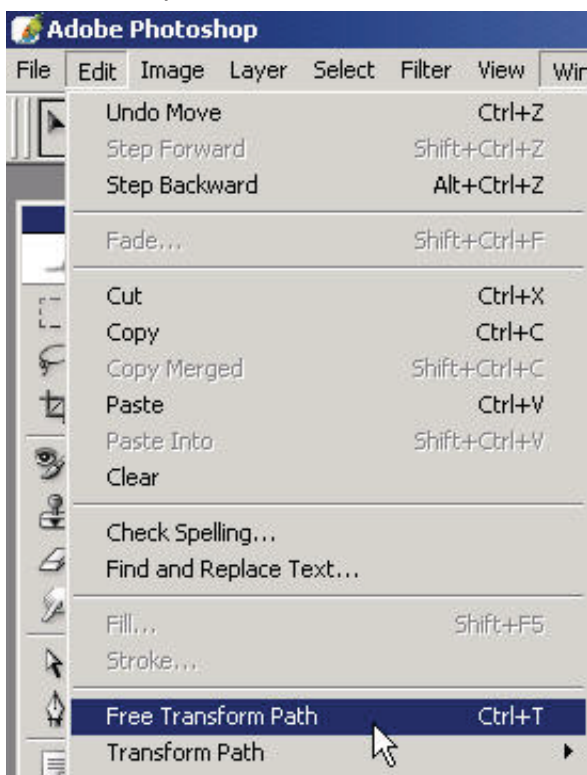 Adobe Photoshop
File Edit Image Layer Select Filter View Win
Undo Move Ctrl+Z
Step Forward Shift+Ctrl+Z
Step Backward Alt+Ctrl+Z
Fade... Shift+Ctrl+F
Cut Ctrl+X
Copy Ctrl+C
Copy Merged Shift+Ctrl+C
Paste Ctrl+V
Paste Into Shift+Ctrl+V
Clear
Check Spelling...
Find and Replace Text...
Fill... Shift+F5
Stroke...
Free Transform Path Ctrl+T
Transform Path